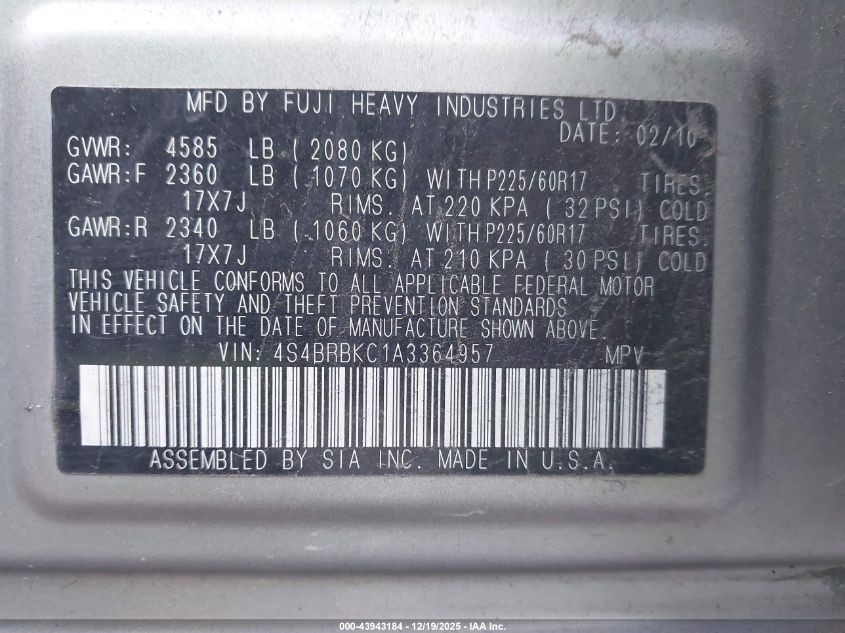 MFD BY FUJI HEAVY INDUSTRIES LTD
DATE: 02/10
GVWR: 4585 LB ( 2080 KG)
GAWR:F 2360 LB ( 1070 KG) WITH P225/60R17 TIRES
17X7J RIMS. AT 220 KPA ( 32 PSI) COLD
GAWR:R 2340 LB ( 1060 KG) WITH P225/60R17 TIRES.
17X7J RIMS. AT 210 KPA ( 30 PSI) COLD
THIS VEHICLE CONFORMS TO ALL APPLICABLE FEDERAL MOTOR
VEHICLE SAFETY AND THEFT PREVENTION STANDARDS
IN EFFECT ON THE DATE OF MANUFACTURE SHOWN ABOVE.
VIN: 4S4BRBKC1A3364957 MPV
ASSEMBLED BY SIA INC. MADE IN U.S.A.
000-43943184 - 12/19/2025 - IAA Inc.